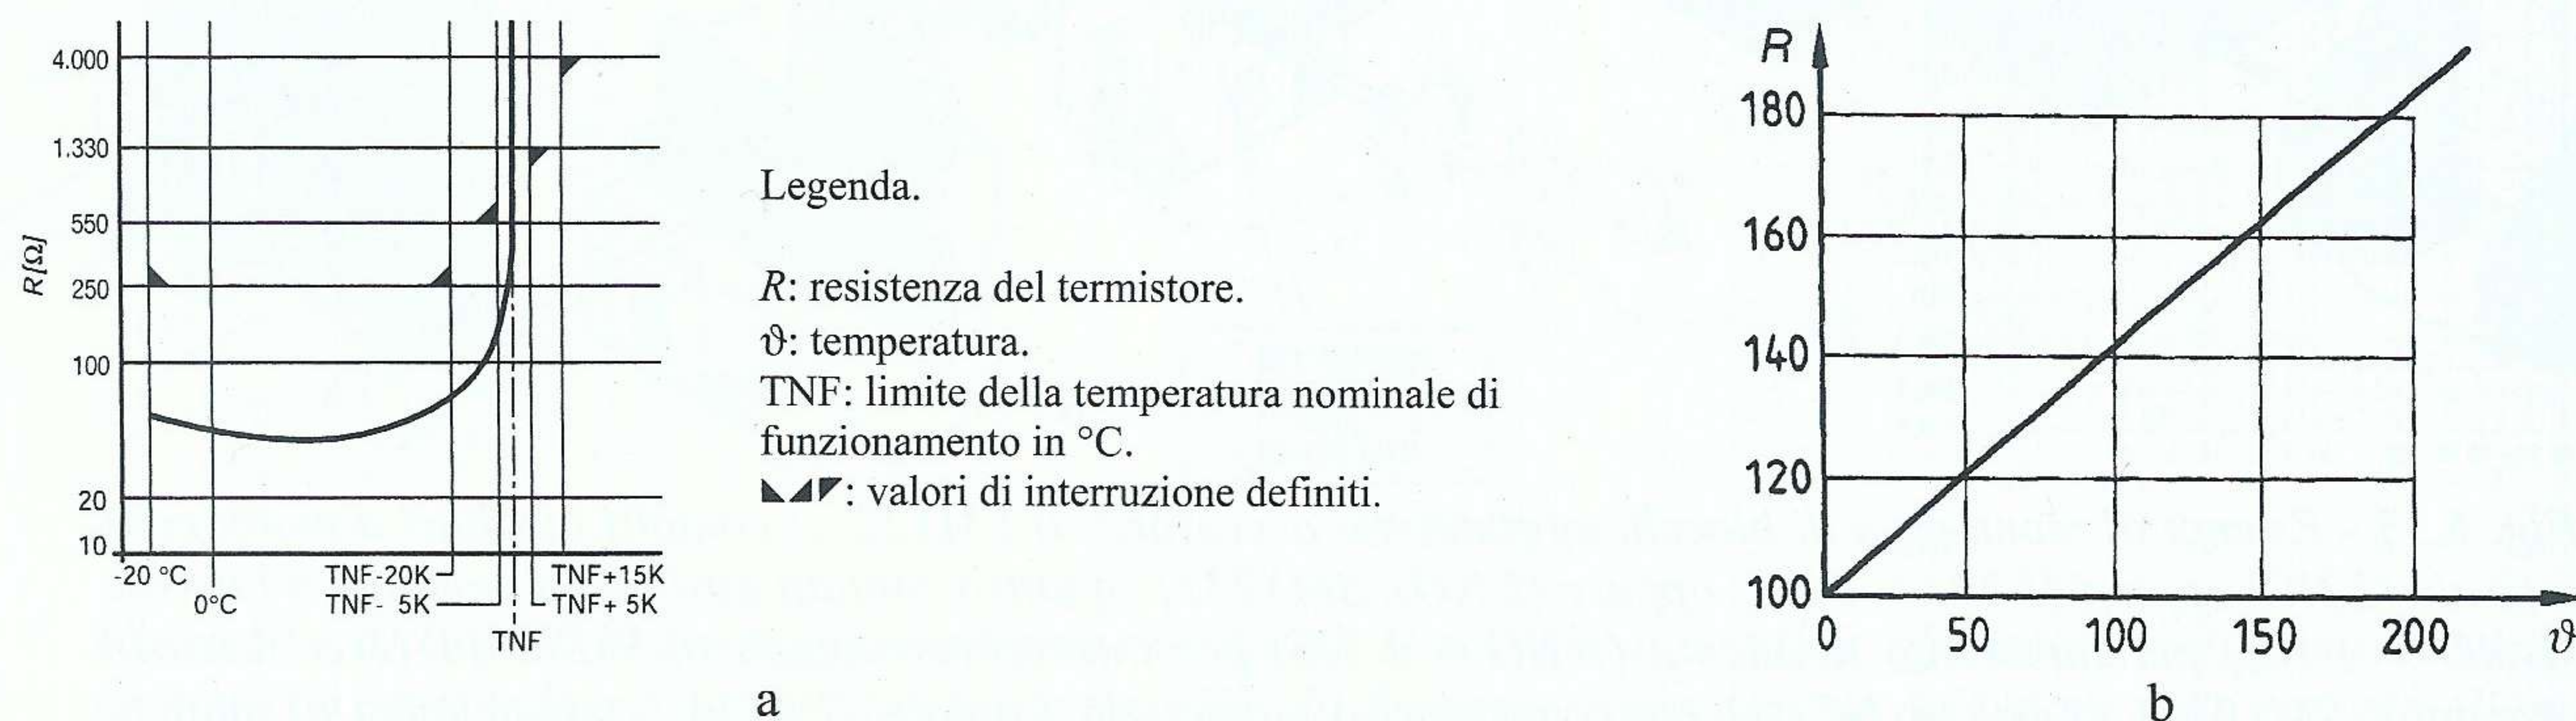 4.000
1.330
550
250
100
20
10
R[Ω]
-20 °C
0°C
TNF-20K
TNF- 5K
TNF
TNF+15K
TNF+ 5K
a
Legenda.
R: resistenza del termistore.
ϑ: temperatura.
TNF: limite della temperatura nominale di
funzionamento in °C.
◣◢◤: valori di interruzione definiti.
R
180
160
140
120
100
0 50 100 150 200 ϑ
b